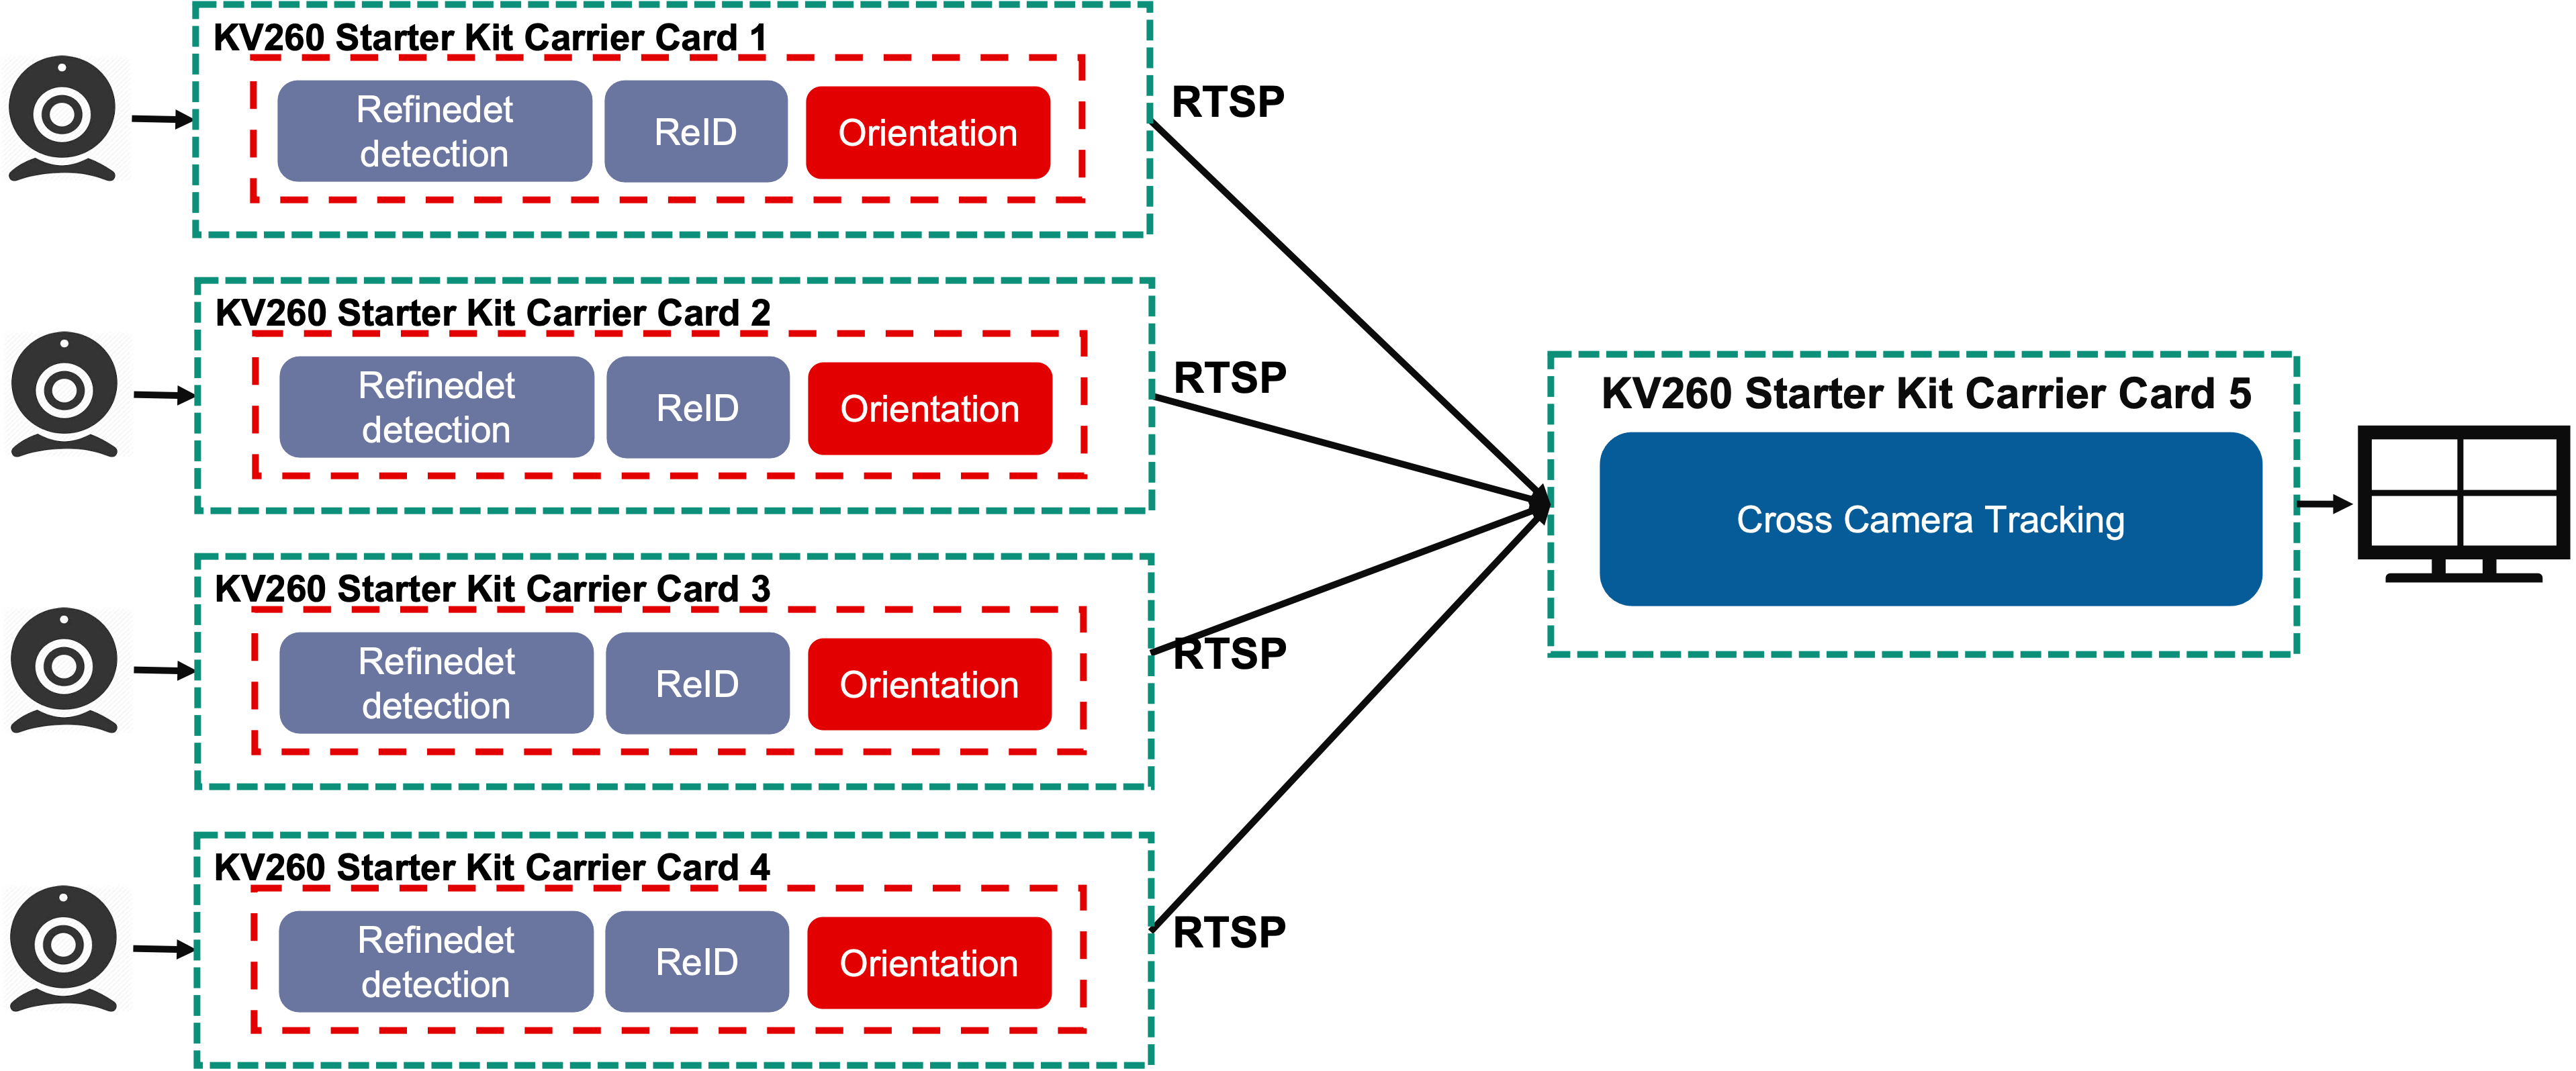 KV260 Starter Kit Carrier Card 1
Refinedet
detection
ReID
Orientation
RTSP
KV260 Starter Kit Carrier Card 2
Refinedet
detection
ReID
Orientation
RTSP
KV260 Starter Kit Carrier Card 3
Refinedet
detection
ReID
Orientation
RTSP
KV260 Starter Kit Carrier Card 4
Refinedet
detection
ReID
Orientation
RTSP
KV260 Starter Kit Carrier Card 5
Cross Camera Tracking